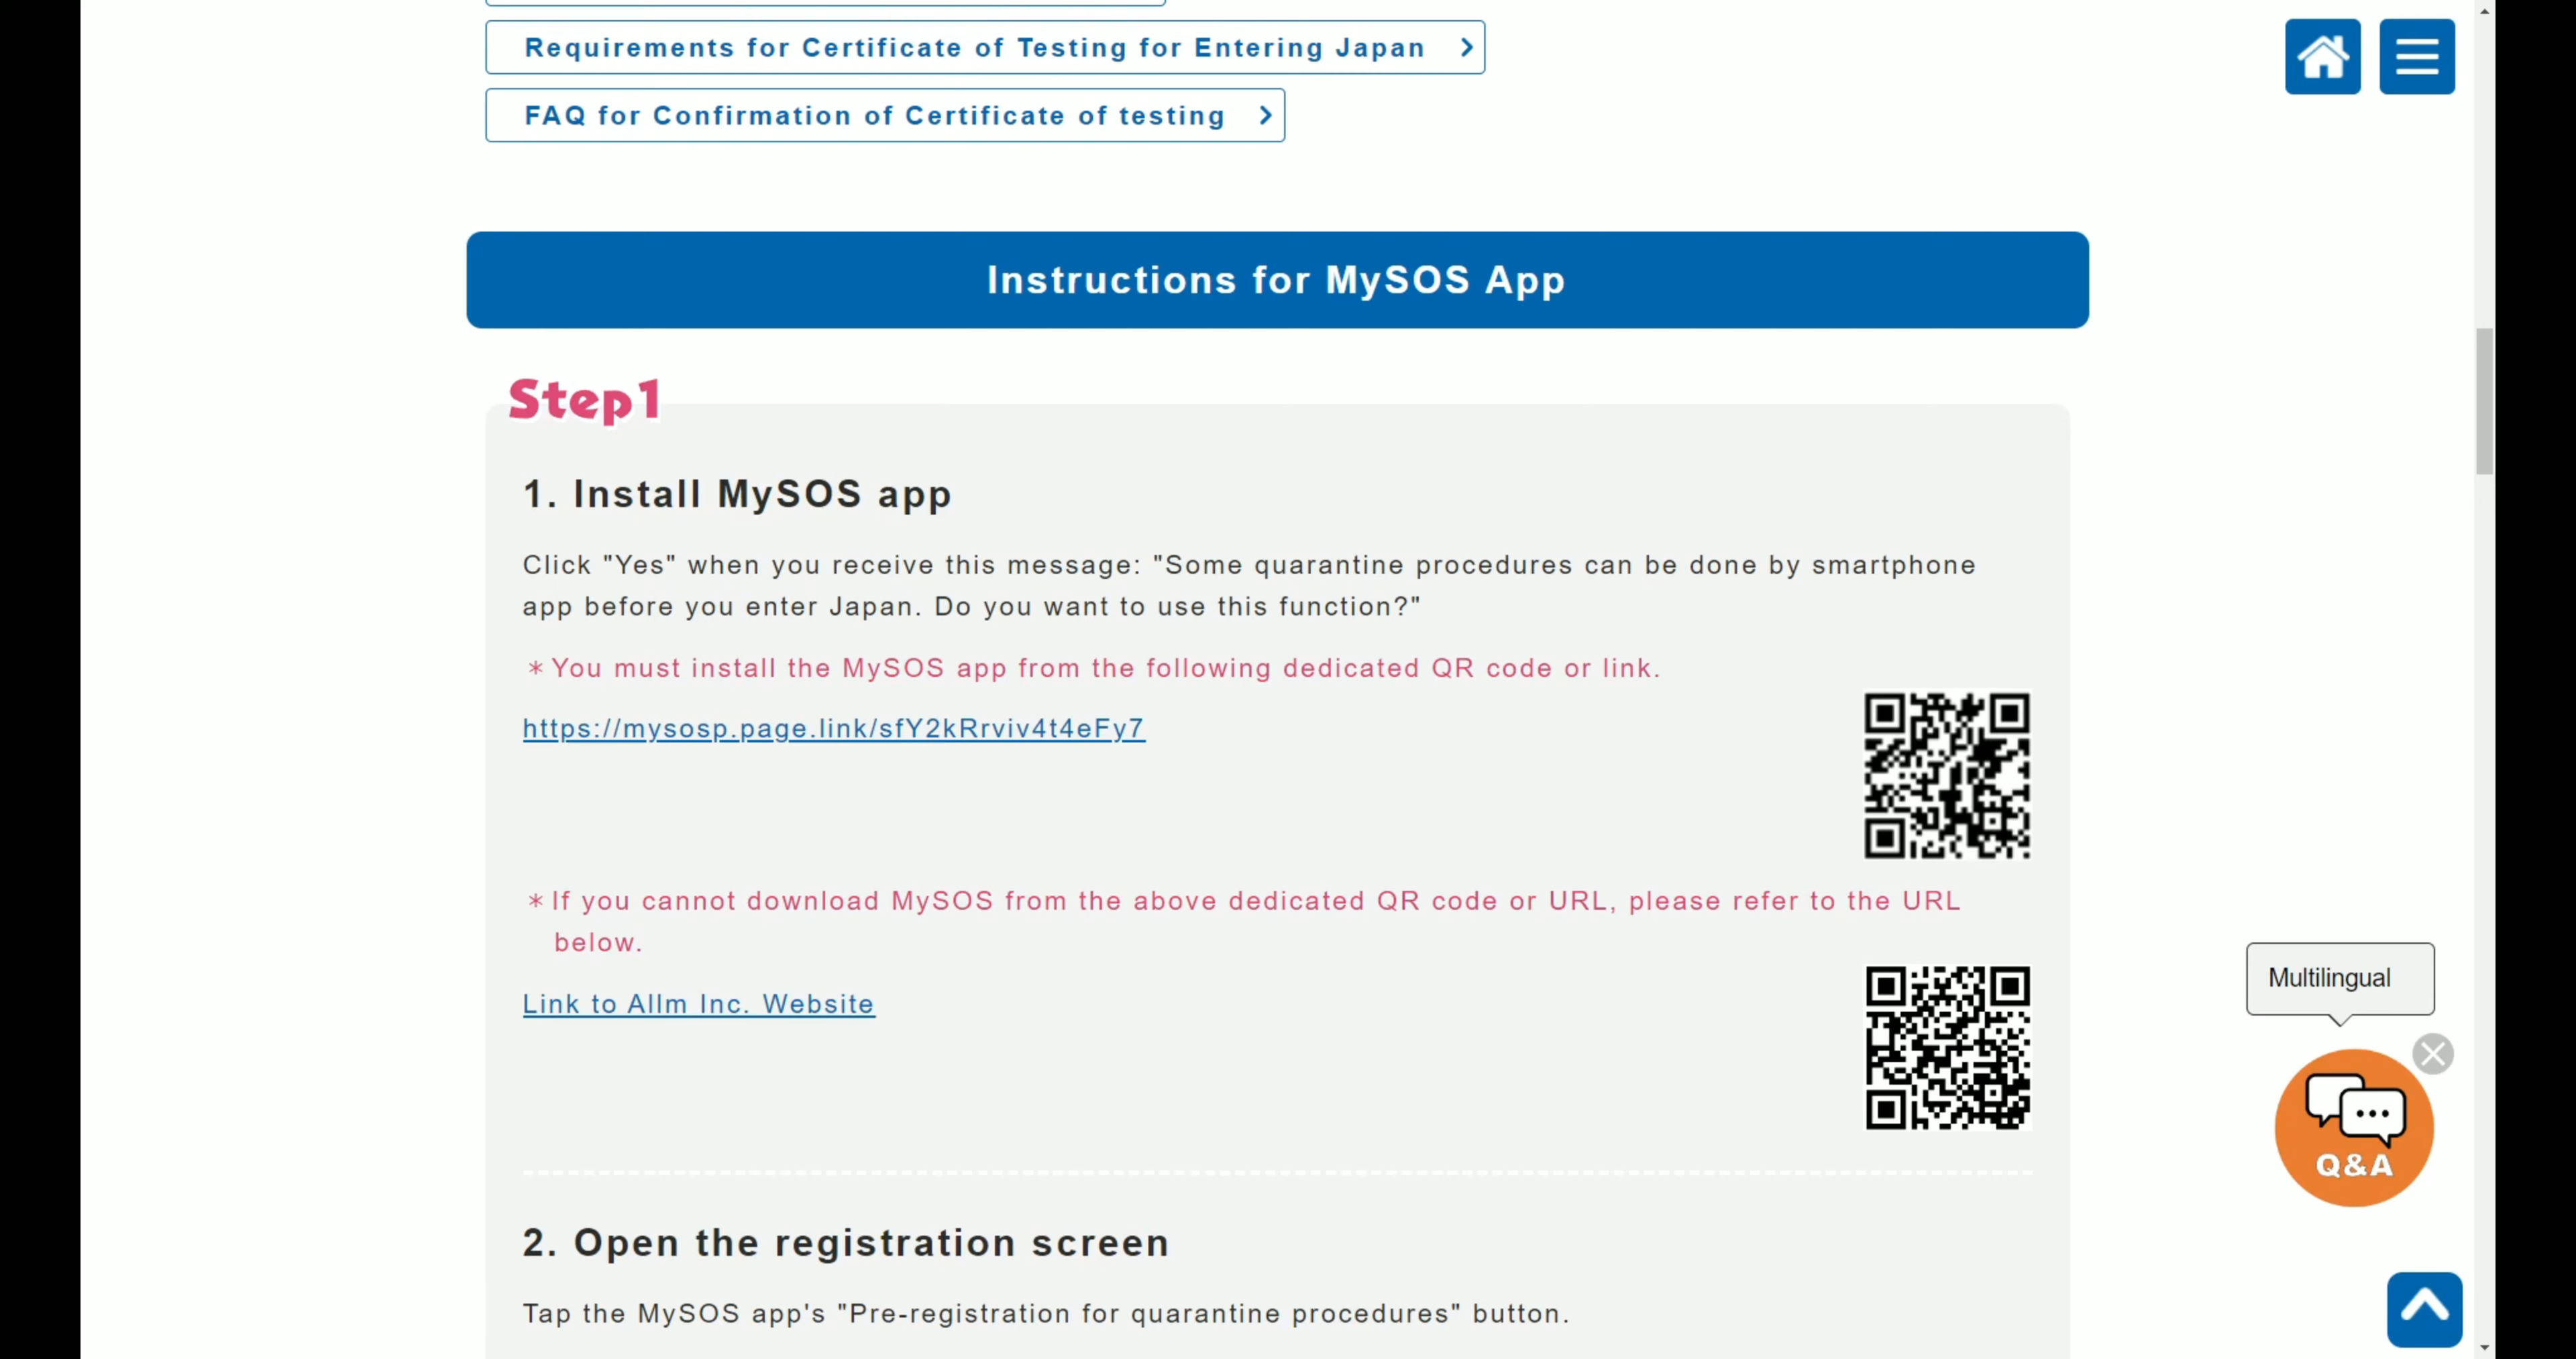 Requirements for Certificate of Testing for Entering Japan
FAQ for Confirmation of Certificate of testing
Instructions for MySOS App
Step1
1. Install MySOS app
Click "Yes" when you receive this message: "Some quarantine procedures can be done by smartphone
app before you enter Japan. Do you want to use this function?"
* You must install the MySOS app from the following dedicated QR code or link.
https://mysosp.page.link/sfY2kRrviv4t4eFy7
* If you cannot download MySOS from the above dedicated QR code or URL, please refer to the URL
below.
Link to Allm Inc. Website
Multilingual
Q&A
2. Open the registration screen
Tap the MySOS app's "Pre-registration for quarantine procedures" button.